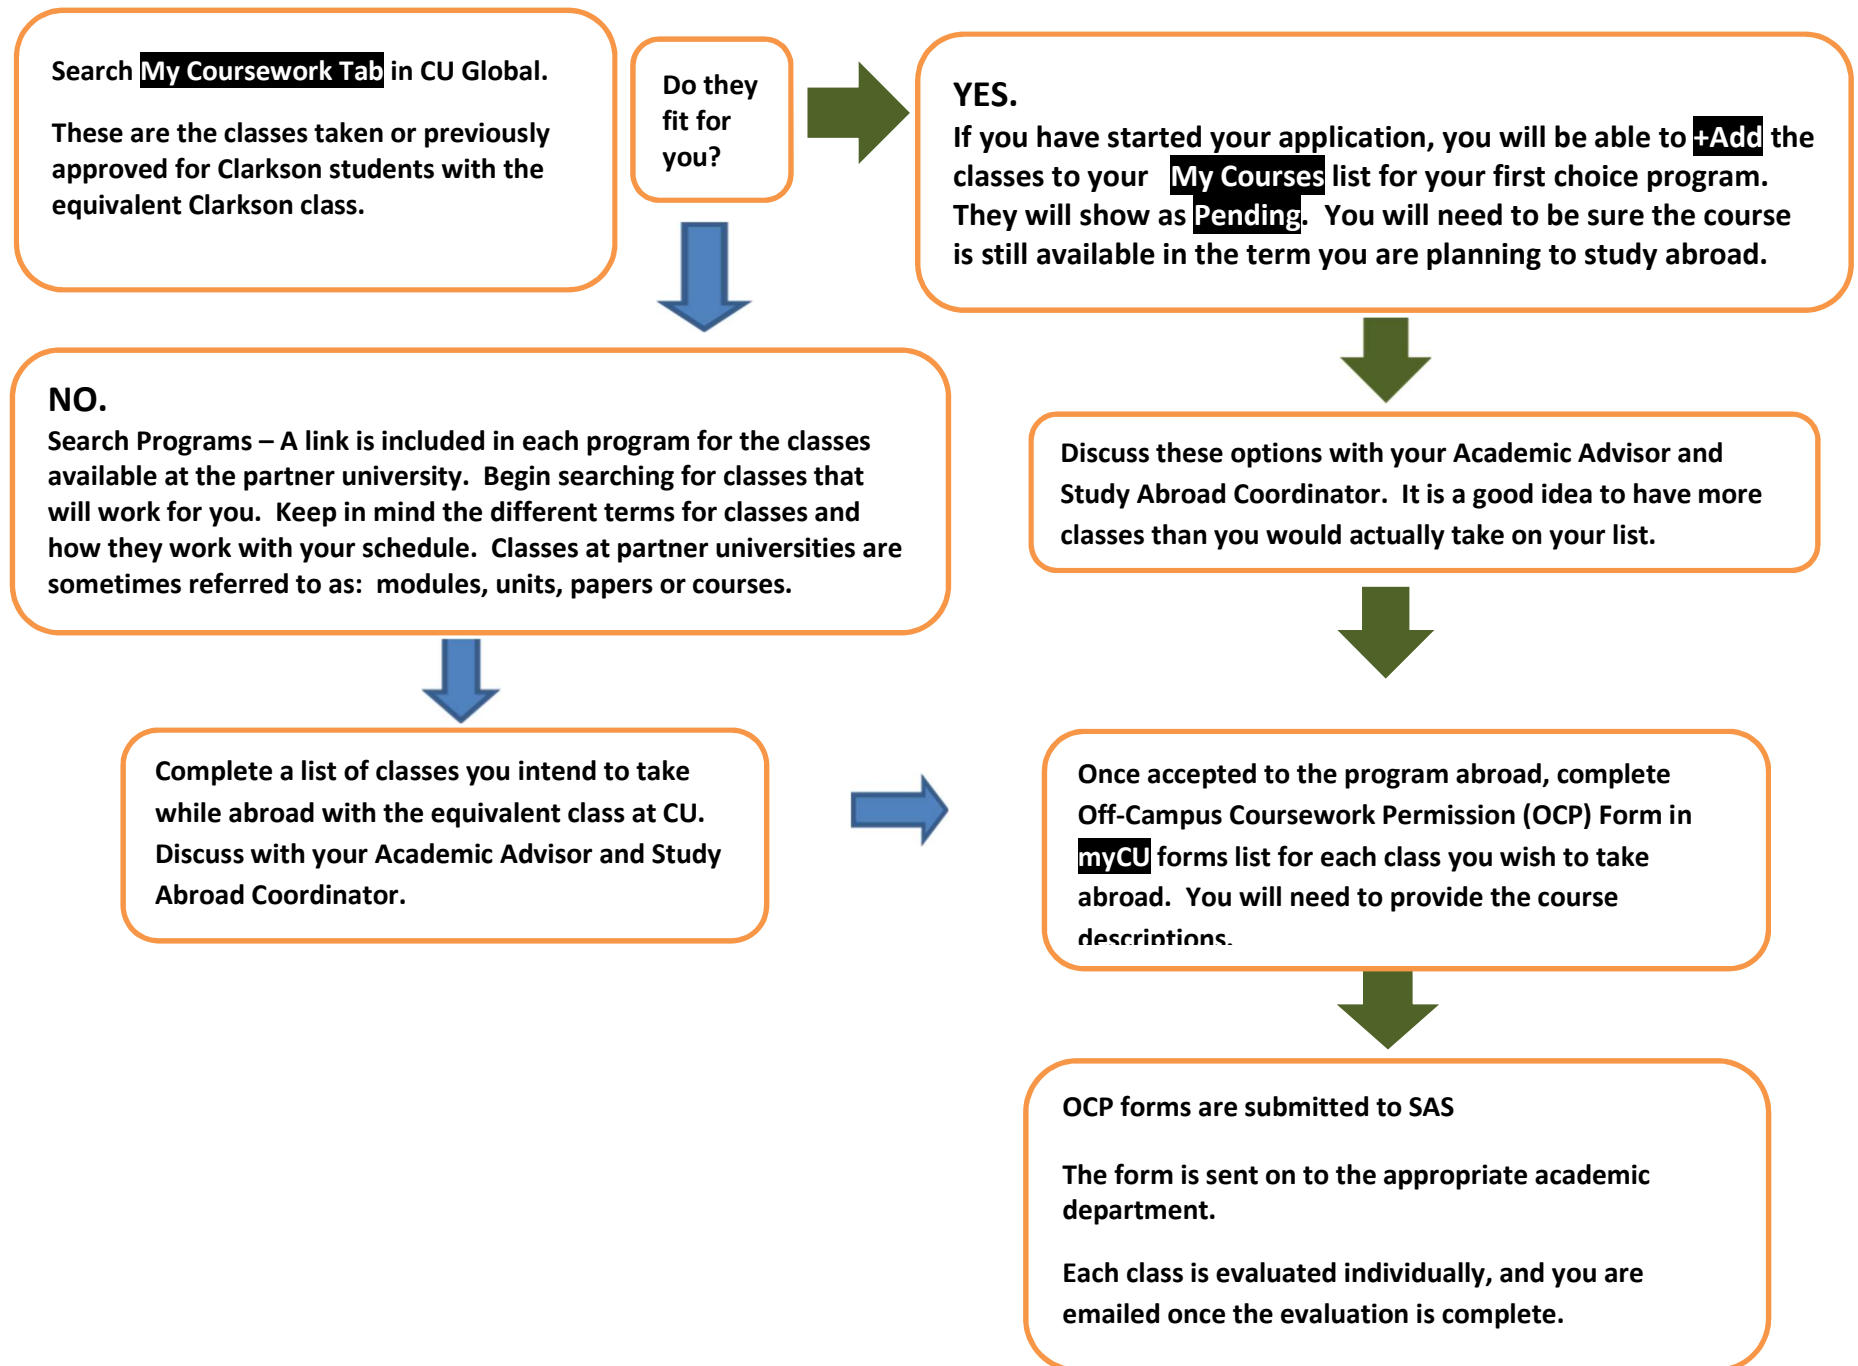 Search My Coursework Tab in CU Global.
These are the classes taken or previously
approved for Clarkson students with the
equivalent Clarkson class.
Do they
fit for
you?
YES.
If you have started your application, you will be able to +Add the
classes to your My Courses list for your first choice program.
They will show as Pending. You will need to be sure the course
is still available in the term you are planning to study abroad.
NO.
Search Programs – A link is included in each program for the classes
available at the partner university. Begin searching for classes that
will work for you. Keep in mind the different terms for classes and
how they work with your schedule. Classes at partner universities are
sometimes referred to as: modules, units, papers or courses.
Discuss these options with your Academic Advisor and
Study Abroad Coordinator. It is a good idea to have more
classes than you would actually take on your list.
Complete a list of classes you intend to take
while abroad with the equivalent class at CU.
Discuss with your Academic Advisor and Study
Abroad Coordinator.
Once accepted to the program abroad, complete
Off-Campus Coursework Permission (OCP) Form in
myCU forms list for each class you wish to take
abroad. You will need to provide the course
descriptions.
OCP forms are submitted to SAS
The form is sent on to the appropriate academic
department.
Each class is evaluated individually, and you are
emailed once the evaluation is complete.